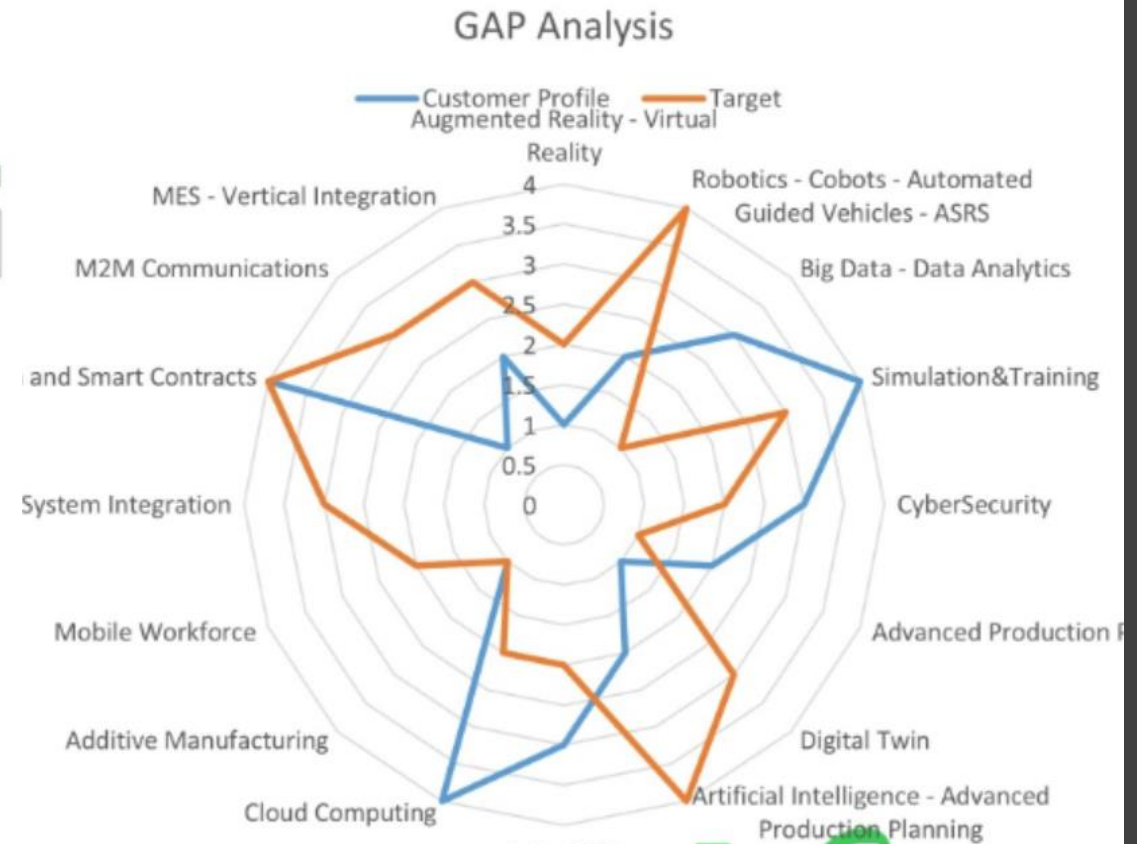 GAP Analysis
Customer Profile
Target
Augmented Reality - Virtual
Reality
Robotics - Cobots - Automated
Guided Vehicles - ASRS
Big Data - Data Analytics
Simulation&Training
CyberSecurity
Advanced Production
Digital Twin
Artificial Intelligence - Advanced
Production Planning
Cloud Computing
Additive Manufacturing
Mobile Workforce
System Integration
and Smart Contracts
M2M Communications
MES - Vertical Integration
4
3.5
3
2.5
2
1.5
1
0.5
0